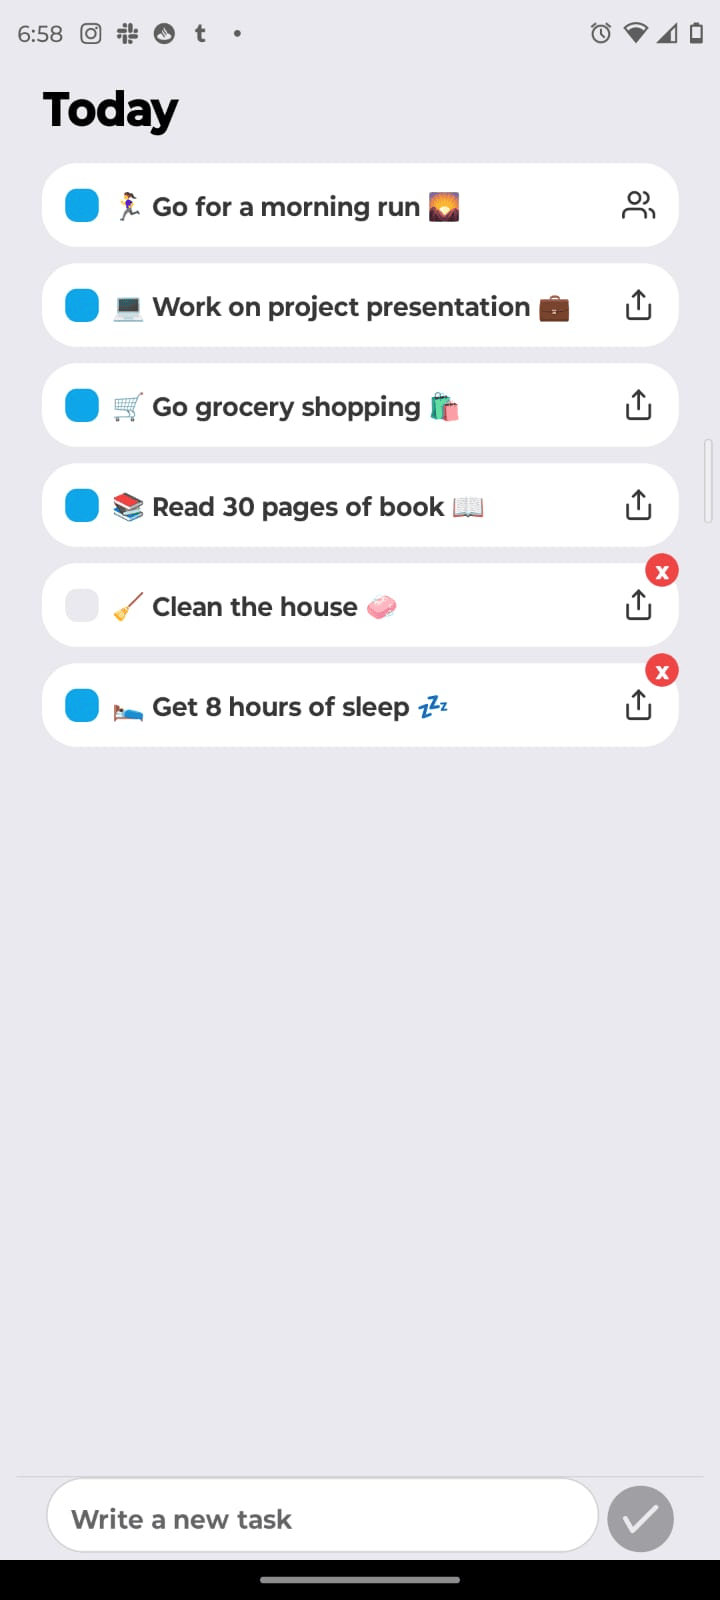 6:58
Today
🏃‍♀️ Go for a morning run 🌄
💻 Work on project presentation 💼
🛒 Go grocery shopping 🛍️
📚 Read 30 pages of book 📖
x
🧹 Clean the house 🧼
x
🛌 Get 8 hours of sleep 💤
Write a new task